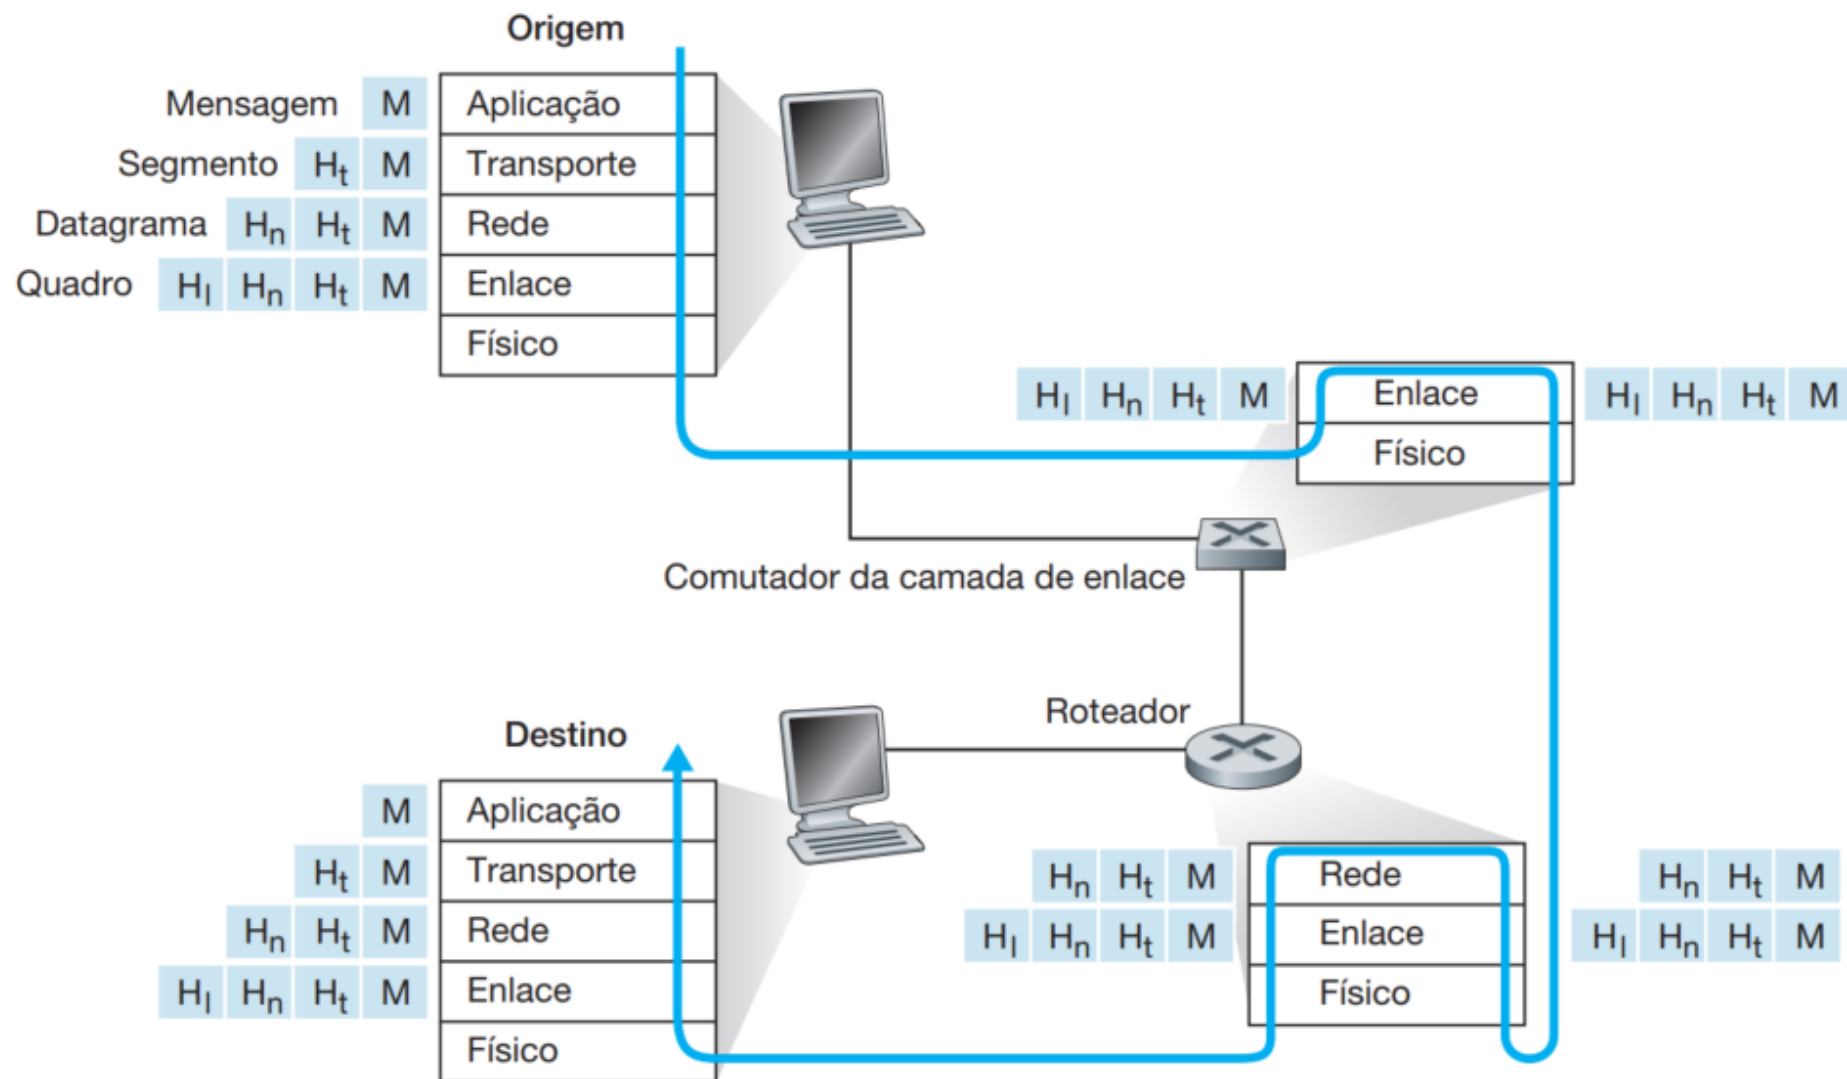 Origem
Mensagem M Aplicação
Segmento Ht M Transporte
Datagrama Hn Ht M Rede
Quadro Hl Hn Ht M Enlace
Físico
Hl Hn Ht M Enlace Hl Hn Ht M
Físico
Comutador da camada de enlace
Roteador
Destino
M Aplicação
Ht M Transporte
Hn Ht M Rede
Hl Hn Ht M Enlace
Físico
Hn Ht M Rede Hn Ht M
Hl Hn Ht M Enlace Hl Hn Ht M
Físico